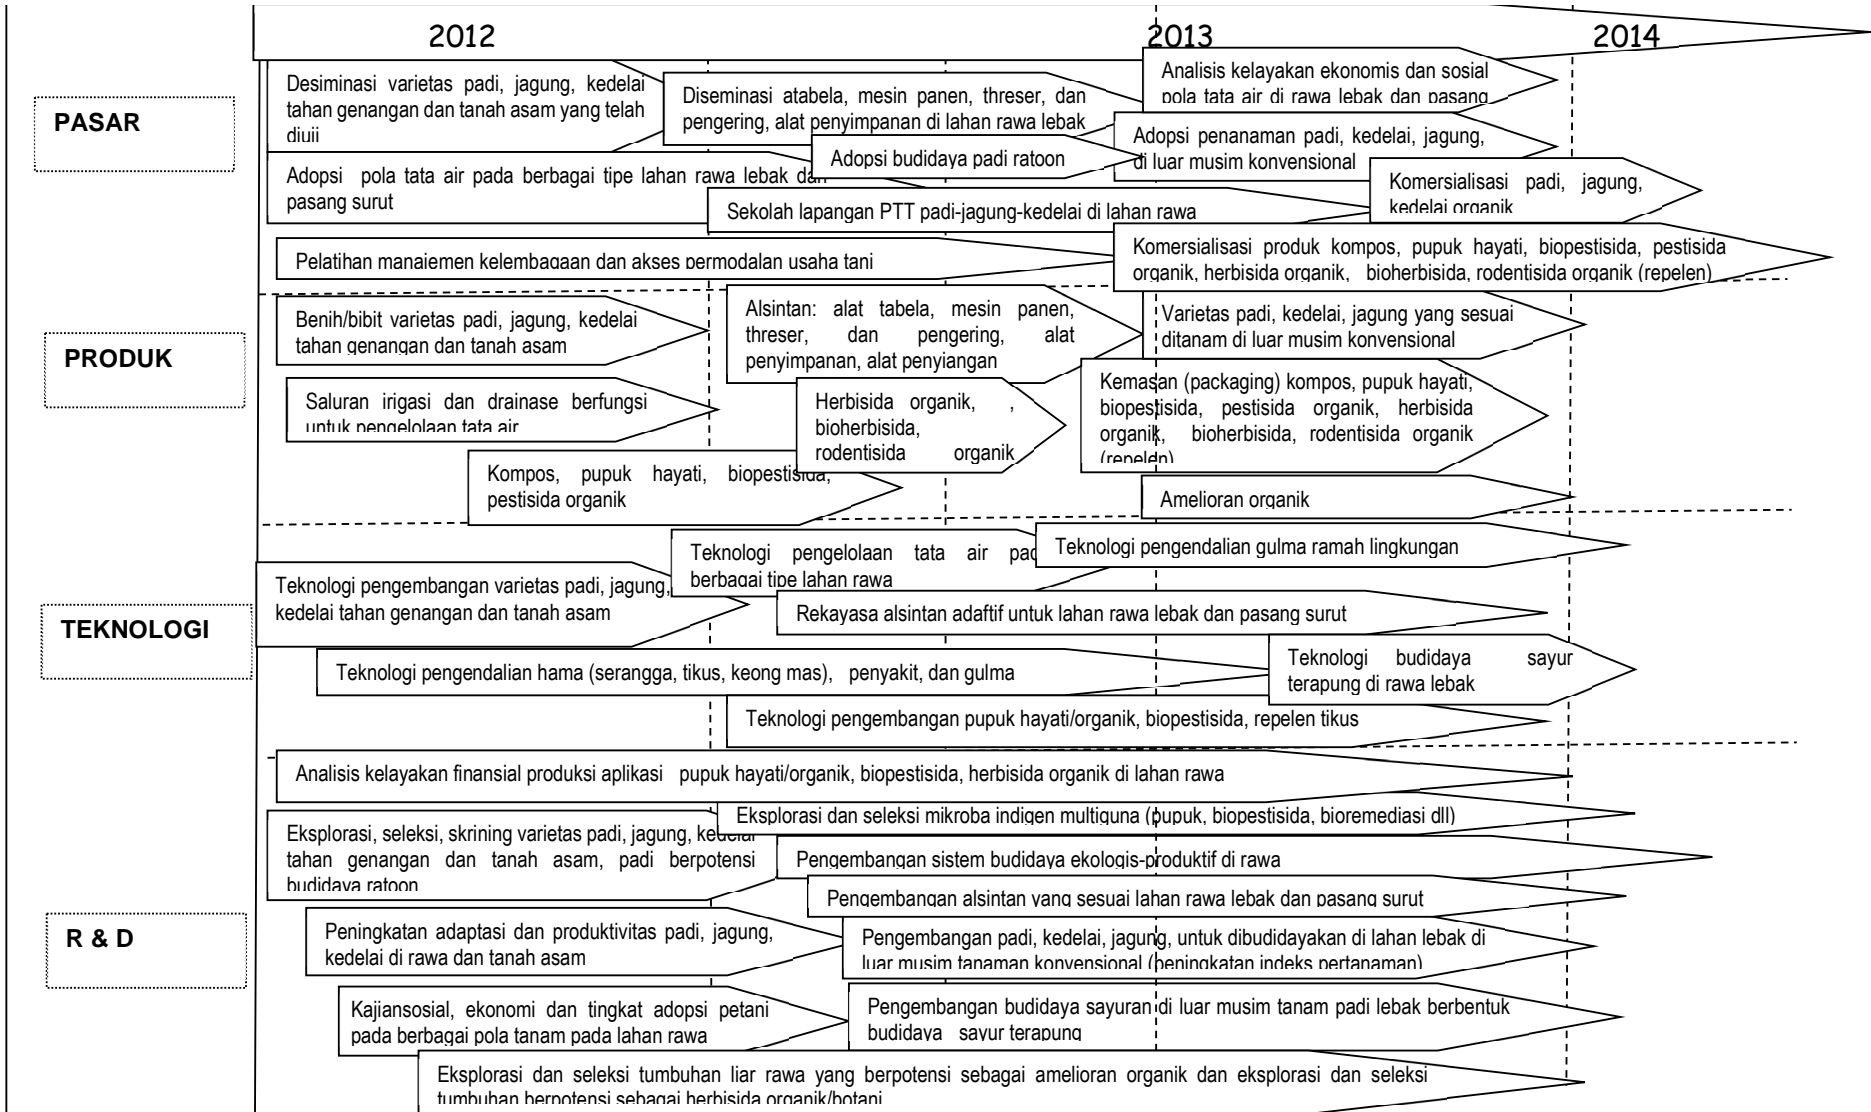 2012
2013
2014
PASAR
Desiminasi varietas padi, jagung, kedelai
tahan genangan dan tanah asam yang telah
diuji
Diseminasi atabela, mesin panen, threser, dan
pengering, alat penyimpanan di lahan rawa lebak
Analisis kelayakan ekonomis dan sosial
pola tata air di rawa lebak dan pasang
Adopsi budidaya padi ratoon
Adopsi penanaman padi, kedelai, jagung,
di luar musim konvensional
Adopsi pola tata air pada berbagai tipe lahan rawa lebak dan
pasang surut
Komersialisasi padi, jagung,
kedelai organik
Sekolah lapangan PTT padi-jagung-kedelai di lahan rawa
Pelatihan manajemen kelembagaan dan akses permodalan usaha tani
Komersialisasi produk kompos, pupuk hayati, biopestisida, pestisida
organik, herbisida organik, bioherbisida, rodentisida organik (repelen)
PRODUK
Benih/bibit varietas padi, jagung, kedelai
tahan genangan dan tanah asam
Alsintan: alat tabela, mesin panen,
threser, dan pengering, alat
penyimpanan, alat penyiangan
Varietas padi, kedelai, jagung yang sesuai
ditanam di luar musim konvensional
Saluran irigasi dan drainase berfungsi
untuk pengelolaan tata air
Herbisida organik, ,
bioherbisida,
rodentisida organik
Kemasan (packaging) kompos, pupuk hayati,
biopestisida, pestisida organik, herbisida
organik, bioherbisida, rodentisida organik
(repelen)
Kompos, pupuk hayati, biopestisida,
pestisida organik
Amelioran organik
TEKNOLOGI
Teknologi pengembangan varietas padi, jagung,
kedelai tahan genangan dan tanah asam
Teknologi pengelolaan tata air pada
berbagai tipe lahan rawa
Teknologi pengendalian gulma ramah lingkungan
Rekayasa alsintan adaptif untuk lahan rawa lebak dan pasang surut
Teknologi pengendalian hama (serangga, tikus, keong mas), penyakit, dan gulma
Teknologi budidaya sayur
terapung di rawa lebak
Teknologi pengembangan pupuk hayati/organik, biopestisida, repelen tikus
R & D
Analisis kelayakan finansial produksi aplikasi pupuk hayati/organik, biopestisida, herbisida organik di lahan rawa
Eksplorasi dan seleksi mikroba indigen multiguna (pupuk, biopestisida, bioremediasi dll)
Eksplorasi, seleksi, skrining varietas padi, jagung, kedelai
tahan genangan dan tanah asam, padi berpotensi
budidaya ratoon
Pengembangan sistem budidaya ekologis-produktif di rawa
Pengembangan alsintan yang sesuai lahan rawa lebak dan pasang surut
Peningkatan adaptasi dan produktivitas padi, jagung,
kedelai di rawa dan tanah asam
Pengembangan padi, kedelai, jagung, untuk dibudidayakan di lahan lebak di
luar musim tanaman konvensional (peningkatan indeks pertanaman)
Kajiansosial, ekonomi dan tingkat adopsi petani
pada berbagai pola tanam pada lahan rawa
Pengembangan budidaya sayuran di luar musim tanam padi lebak berbentuk
budidaya sayur terapung
Eksplorasi dan seleksi tumbuhan liar rawa yang berpotensi sebagai amelioran organik dan eksplorasi dan seleksi
tumbuhan berpotensi sebagai herbisida organik/botani